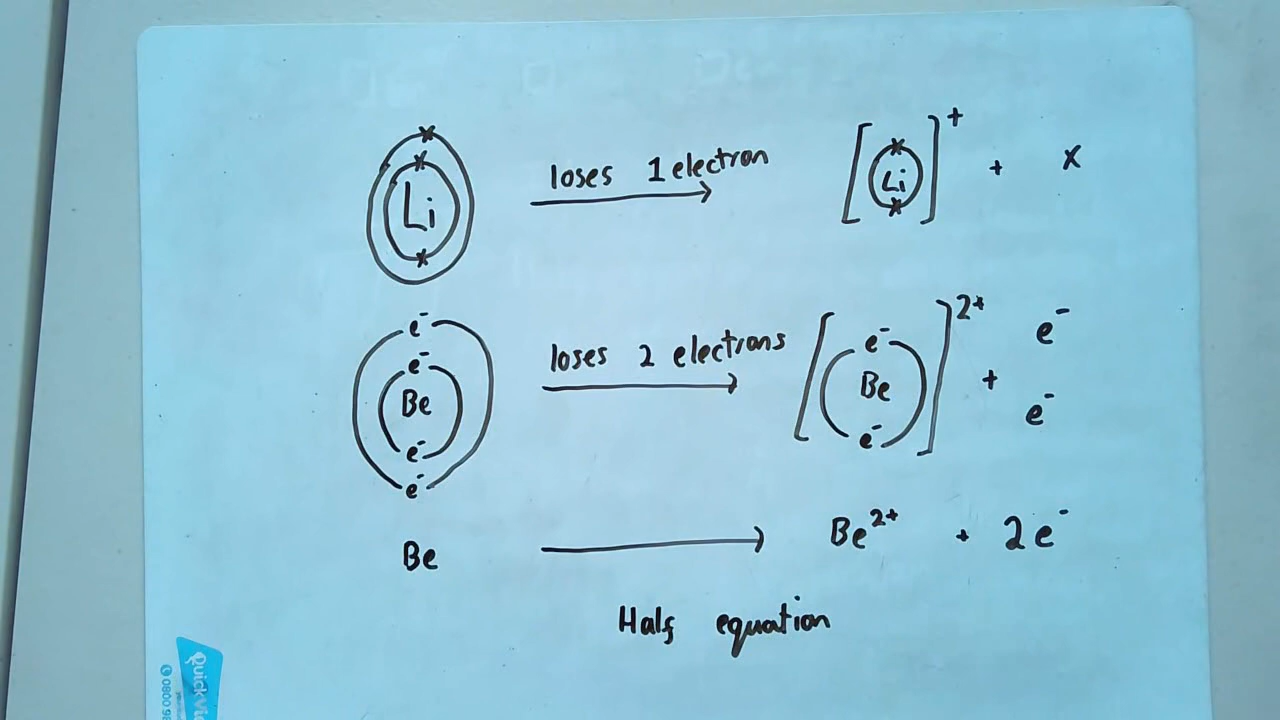 Li loses 1 electron [Li]⁺ + x
e⁻
e⁻
Be
e⁻
e⁻
loses 2 electrons
[e⁻ Be e⁻]²⁺ + e⁻ e⁻
Be → Be²⁺ + 2e⁻
Half equation